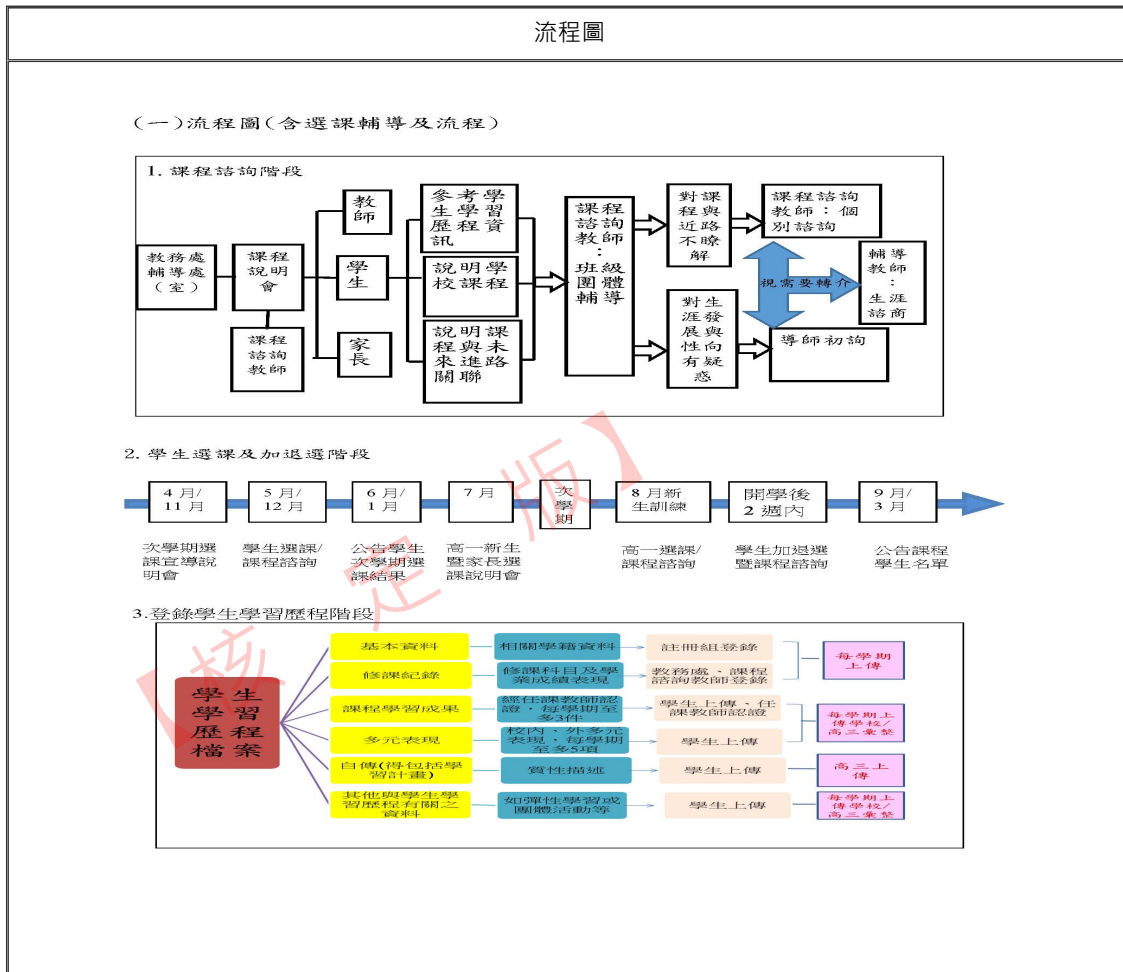 流程圖
(一)流程圖(含選課輔導及流程)
1. 課程諮詢階段
教務處
輔導處
(室)
課程
說明
會
課程
諮詢
教師
教
師
學
生
家
長
參考學
生學習
歷程資
訊
說明學
校課程
說明課
程與未
來進路
關聯
課程
諮詢
教師
:
班級
團體
輔導
對課
程與
近路
不瞭
解
對生
涯發
展與
性向
有疑
惑
課程諮詢
教師:個
別諮詢
視需要轉介
輔導
教師
:
生涯
諮商
導師初詢
2. 學生選課及加退選階段
4 月/
11 月
5 月/
12 月
6 月/
1 月
7 月
次
學
期
8 月新
生訓練
開學後
2 週內
9 月/
3 月
次學期選
課宣導說
明會
學生選課/
課程諮詢
公告學生
次學期選
課結果
高一新生
暨家長選
課說明會
高一選課/
課程諮詢
學生加退選
暨課程諮詢
公告課程
學生名單
3.登錄學生學習歷程階段
學生
學習
歷程
檔案
基本資料
相關學籍資料
註冊組登錄
每學期
上傳
修課紀錄
修課科目及學
業成績表現
教務處、課程
諮詢教師登錄
課程學習成果
經任課教師認
證,每學期至
多3件
學生上傳、任
課教師認證
每學期上
傳學校/
高三彙整
多元表現
校內、外多元
表現,每學期
至多5項
學生上傳
自傳(得包括學
習計畫)
質性描述
學生上傳
高三上
傳
其他與學生學
習歷程有關之
資料
如彈性學習或
團體活動等
學生上傳
每學期上
傳學校/
高三彙整
【核定版】